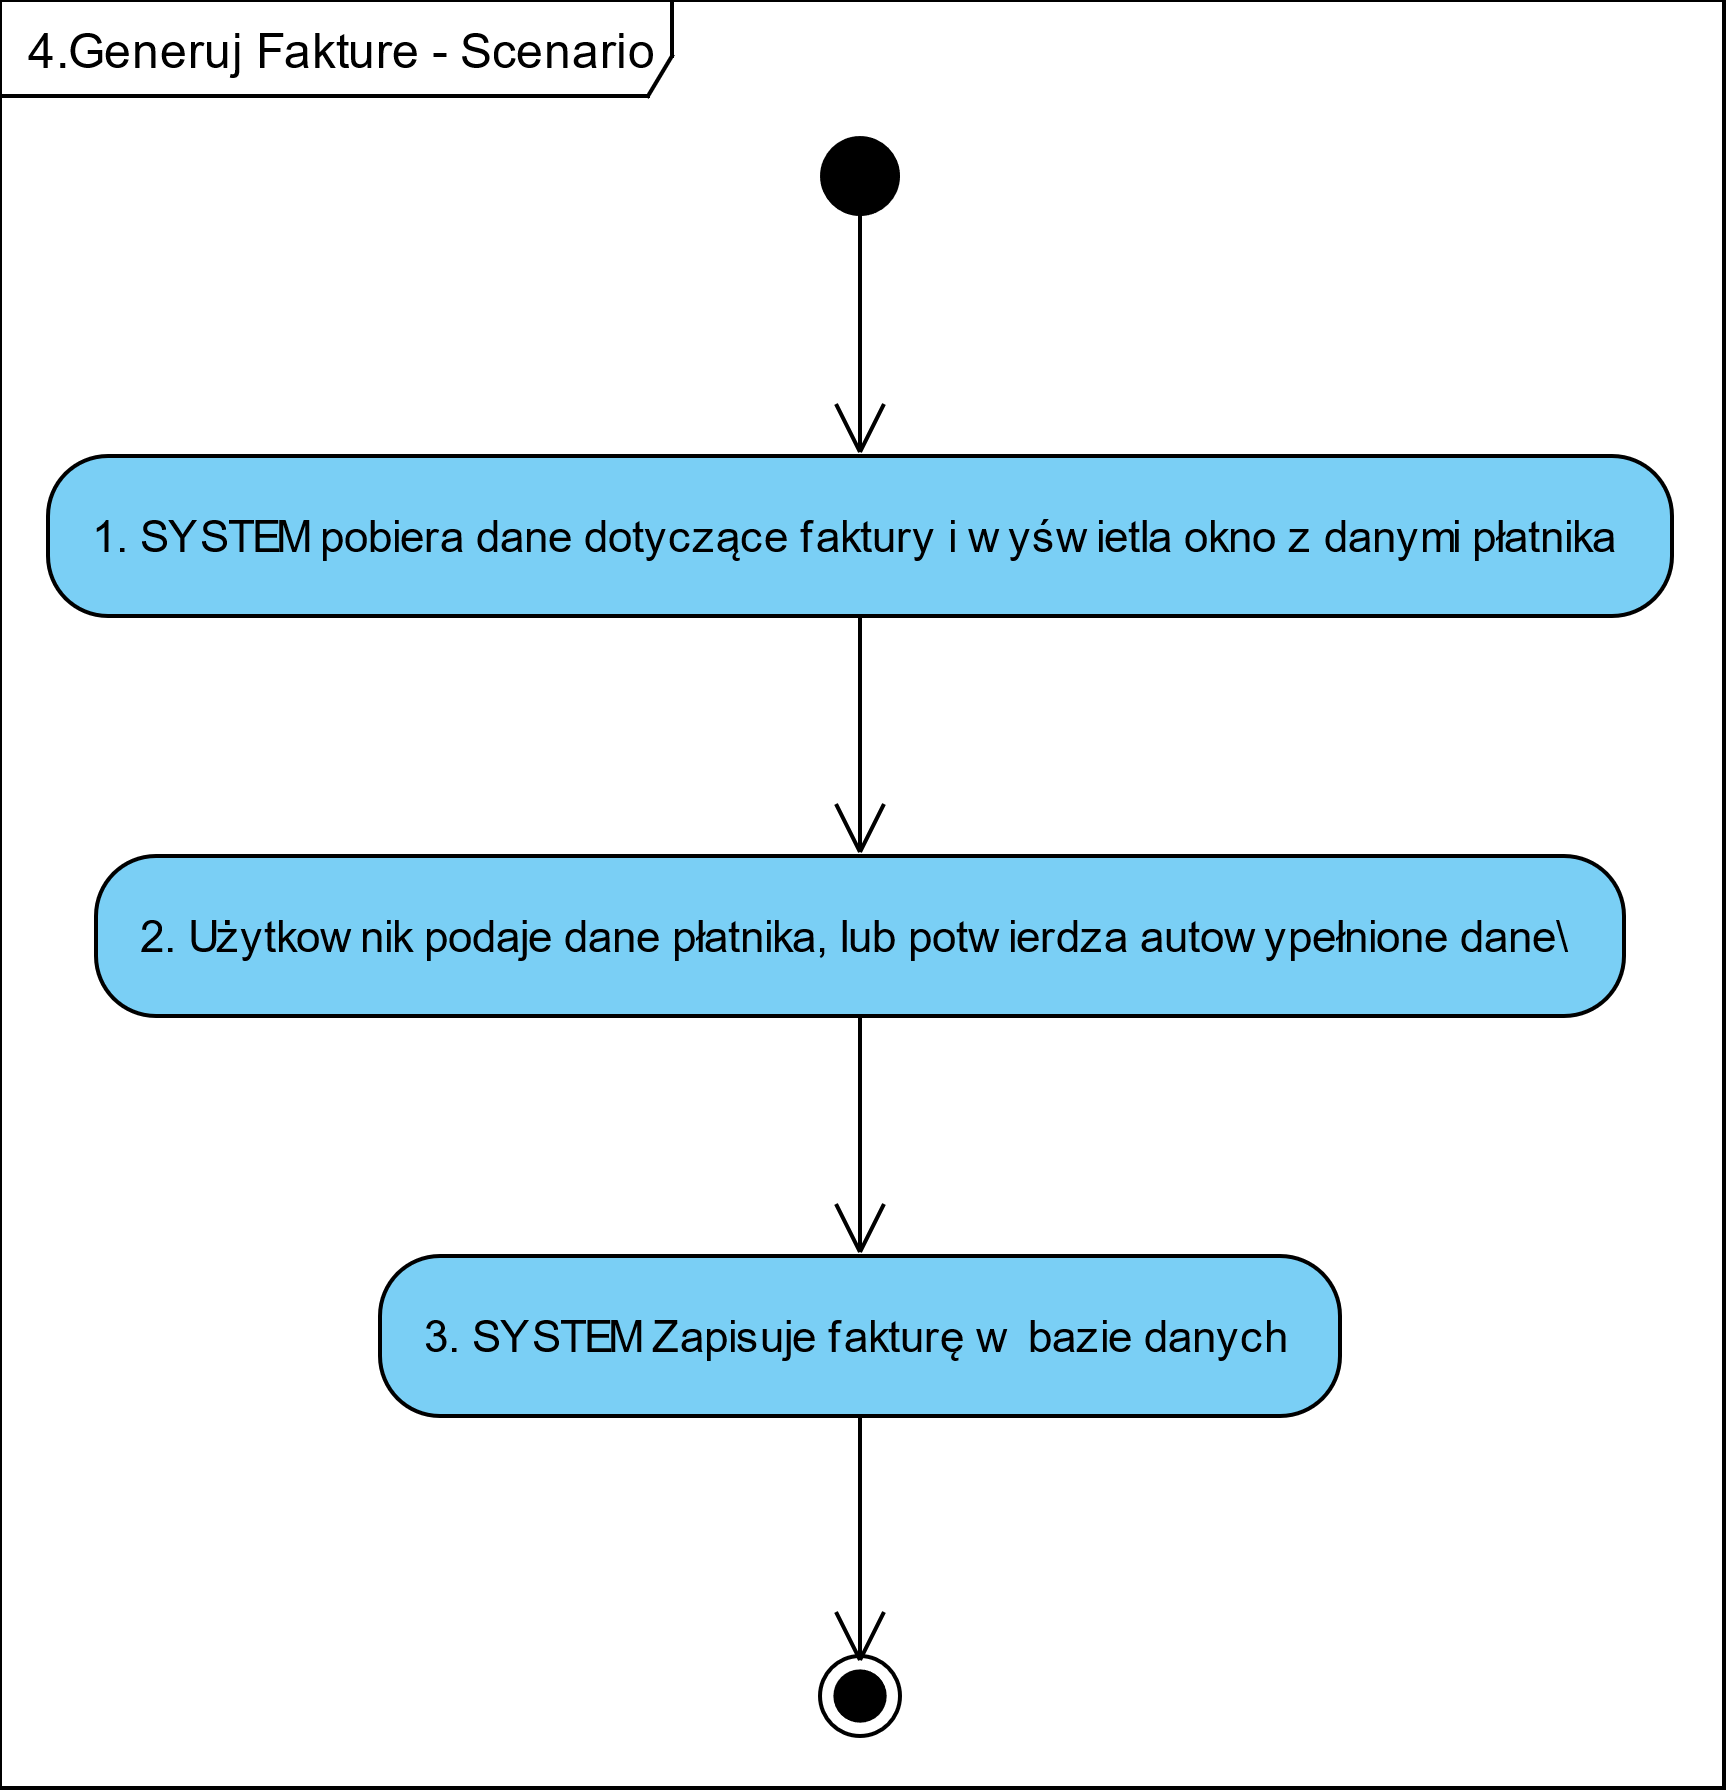 4.Generuj Fakture - Scenario
1. SYSTEM pobiera dane dotyczące faktury i wyświetla okno z danymi płatnika
2. Użytkownik podaje dane płatnika, lub potwierdza autowypełnione dane\
3. SYSTEM Zapisuje fakturę w bazie danych